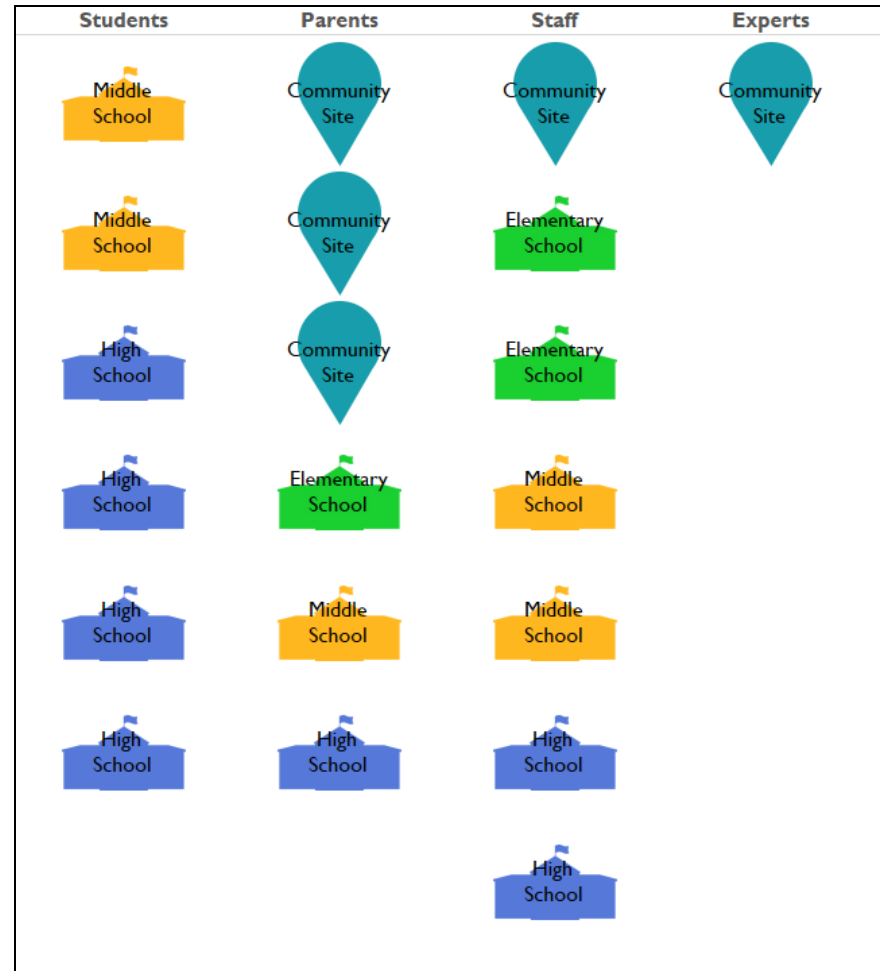 Students Parents Staff Experts
Middle School Community Site Community Site Community Site
Middle School Community Site Elementary School
High School Community Site Elementary School
High School Elementary School Middle School
High School Middle School Middle School
High School High School High School
High School